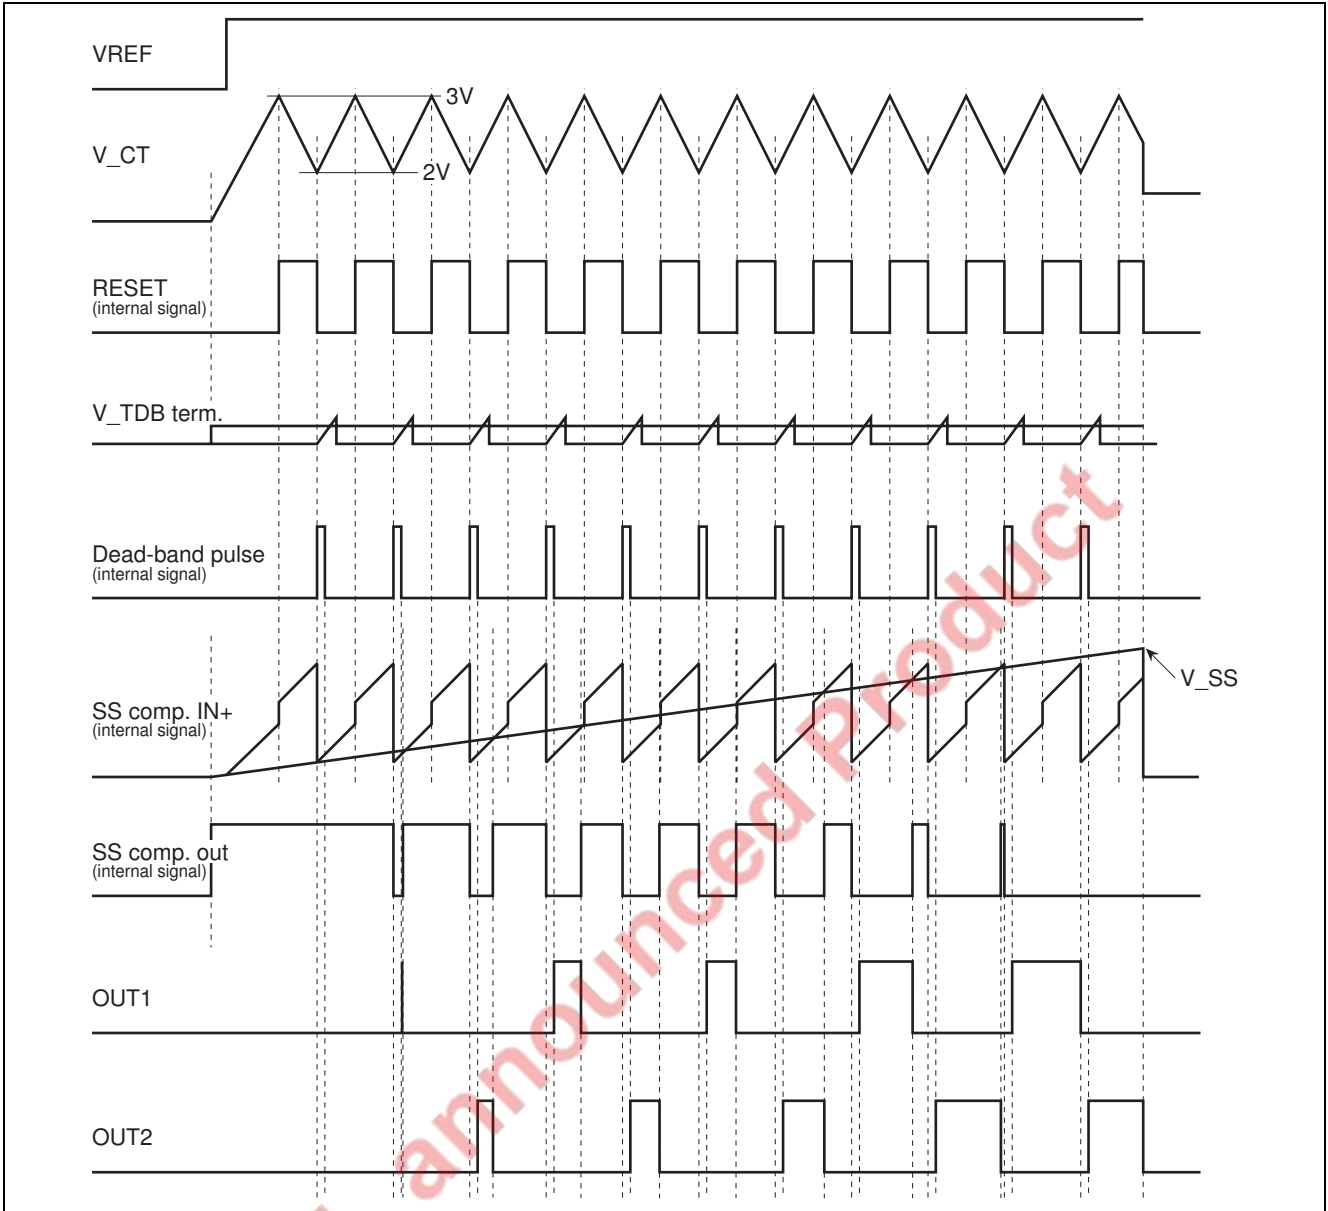 VREF
3V
V_CT
2V
RESET
(internal signal)
V_TDB term.
Dead-band pulse
(internal signal)
V_SS
SS comp. IN+
(internal signal)
SS comp. out
(internal signal)
OUT1
OUT2
announced Product